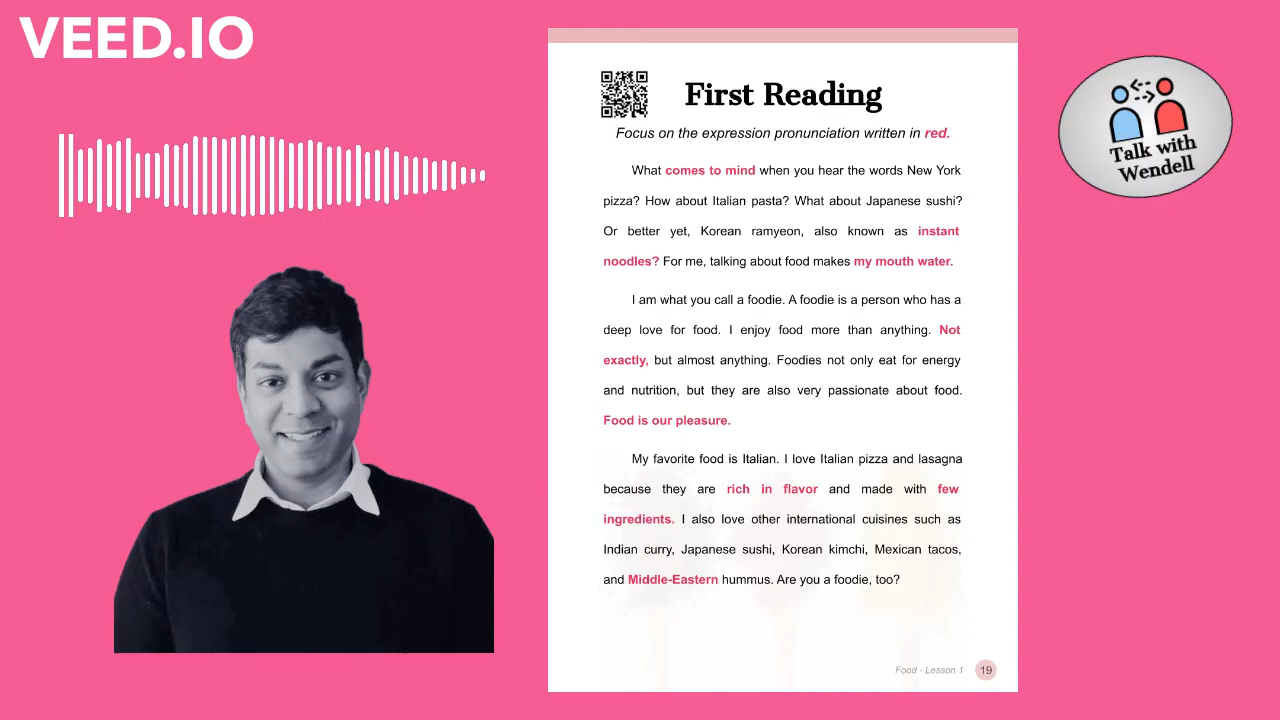 VEED.IO
First Reading
Focus on the expression pronunciation written in red.
What comes to mind when you hear the words New York
pizza? How about Italian pasta? What about Japanese sushi?
Or better yet, Korean ramyeon, also known as instant
noodles? For me, talking about food makes my mouth water.
I am what you call a foodie. A foodie is a person who has a
deep love for food. I enjoy food more than anything. Not
exactly, but almost anything. Foodies not only eat for energy
and nutrition, but they are also very passionate about food.
Food is our pleasure.
My favorite food is Italian. I love Italian pizza and lasagna
because they are rich in flavor and made with few
ingredients. I also love other international cuisines such as
Indian curry, Japanese sushi, Korean kimchi, Mexican tacos,
and Middle-Eastern hummus. Are you a foodie, too?
Food - Lesson 1 19
Talk with
Wendell